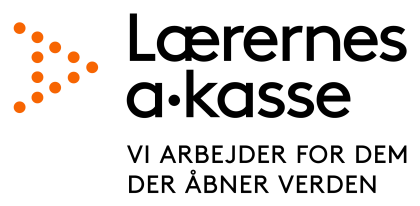 Lærernes
a·kasse
VI ARBEJDER FOR DEM
DER ÅBNER VERDEN